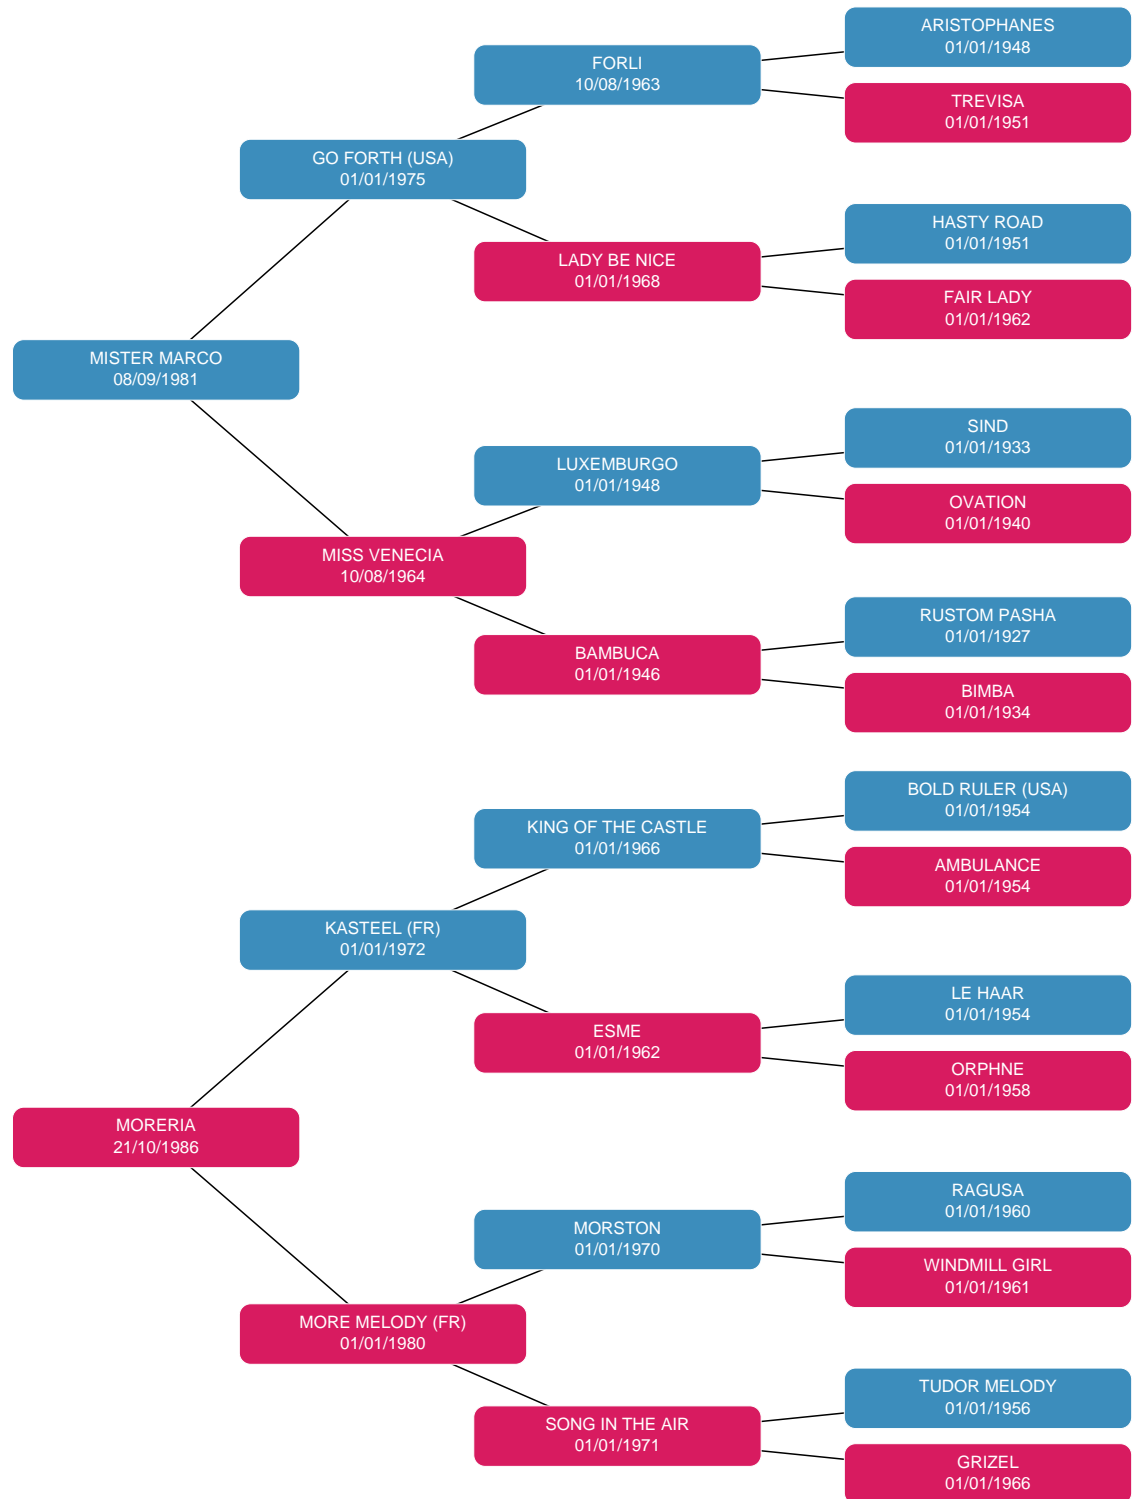 ARISTOPHANES
01/01/1948
FORLI
10/08/1963
TREVISA
01/01/1951
GO FORTH (USA)
01/01/1975
HASTY ROAD
01/01/1951
LADY BE NICE
01/01/1968
FAIR LADY
01/01/1962
MISTER MARCO
08/09/1981
SIND
01/01/1933
LUXEMBURGO
01/01/1948
OVATION
01/01/1940
MISS VENECIA
10/08/1964
RUSTOM PASHA
01/01/1927
BAMBUCA
01/01/1946
BIMBA
01/01/1934
BOLD RULER (USA)
01/01/1954
KING OF THE CASTLE
01/01/1966
AMBULANCE
01/01/1954
KASTEEL (FR)
01/01/1972
LE HAAR
01/01/1954
ESME
01/01/1962
ORPHNE
01/01/1958
MORERIA
21/10/1986
RAGUSA
01/01/1960
MORSTON
01/01/1970
WINDMILL GIRL
01/01/1961
MORE MELODY (FR)
01/01/1980
TUDOR MELODY
01/01/1956
SONG IN THE AIR
01/01/1971
GRIZEL
01/01/1966